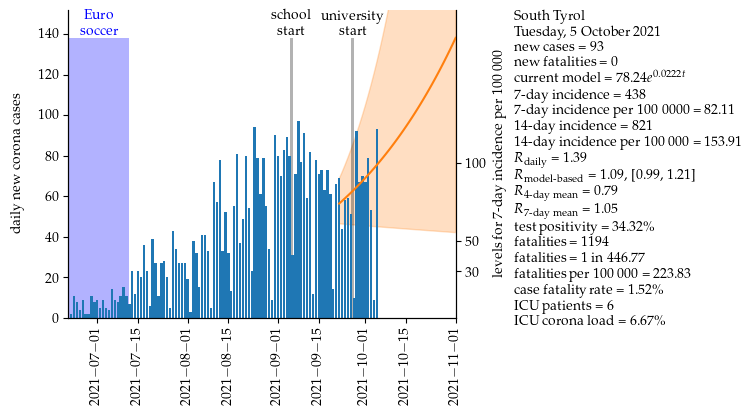 Euro
soccer
school
start
university
start
140
120
100
80
60
40
20
0
daily new corona cases
100
50
30
levels for 7-day incidence per 100 000
2021−07−01
2021−07−15
2021−08−01
2021−08−15
2021−09−01
2021−09−15
2021−10−01
2021−10−15
2021−11−01
South Tyrol
Tuesday, 5 October 2021
new cases = 93
new fatalities = 0
current model = 78.24e^0.0222t
7-day incidence = 438
7-day incidence per 100 0000 = 82.11
14-day incidence = 821
14-day incidence per 100 000 = 153.91
R_daily = 1.39
R_model-based = 1.09, [0.99, 1.21]
R_4-day mean = 0.79
R_7-day mean = 1.05
test positivity = 34.32%
fatalities = 1194
fatalities = 1 in 446.77
fatalities per 100 000 = 223.83
case fatality rate = 1.52%
ICU patients = 6
ICU corona load = 6.67%